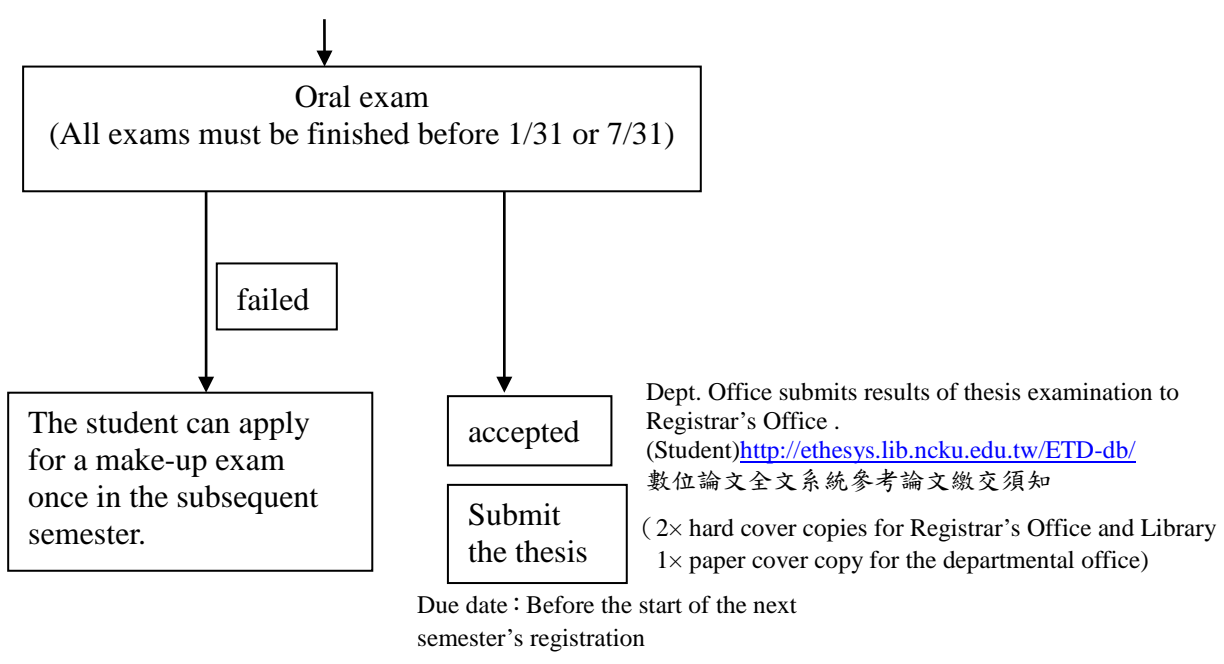 Oral exam
(All exams must be finished before 1/31 or 7/31)
failed
The student can apply
for a make-up exam
once in the subsequent
semester.
accepted
Dept. Office submits results of thesis examination to
Registrar’s Office .
(Student)http://ethesys.lib.ncku.edu.tw/ETD-db/
數位論文全文系統參考論文繳交須知
Submit
the thesis
（2× hard cover copies for Registrar’s Office and Library
1× paper cover copy for the departmental office)
Due date：Before the start of the next
semester’s registration